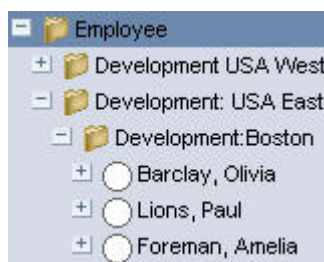 Employee
Development USA West
Development: USA East
Development:Boston
Barclay, Olivia
Lions, Paul
Foreman, Amelia